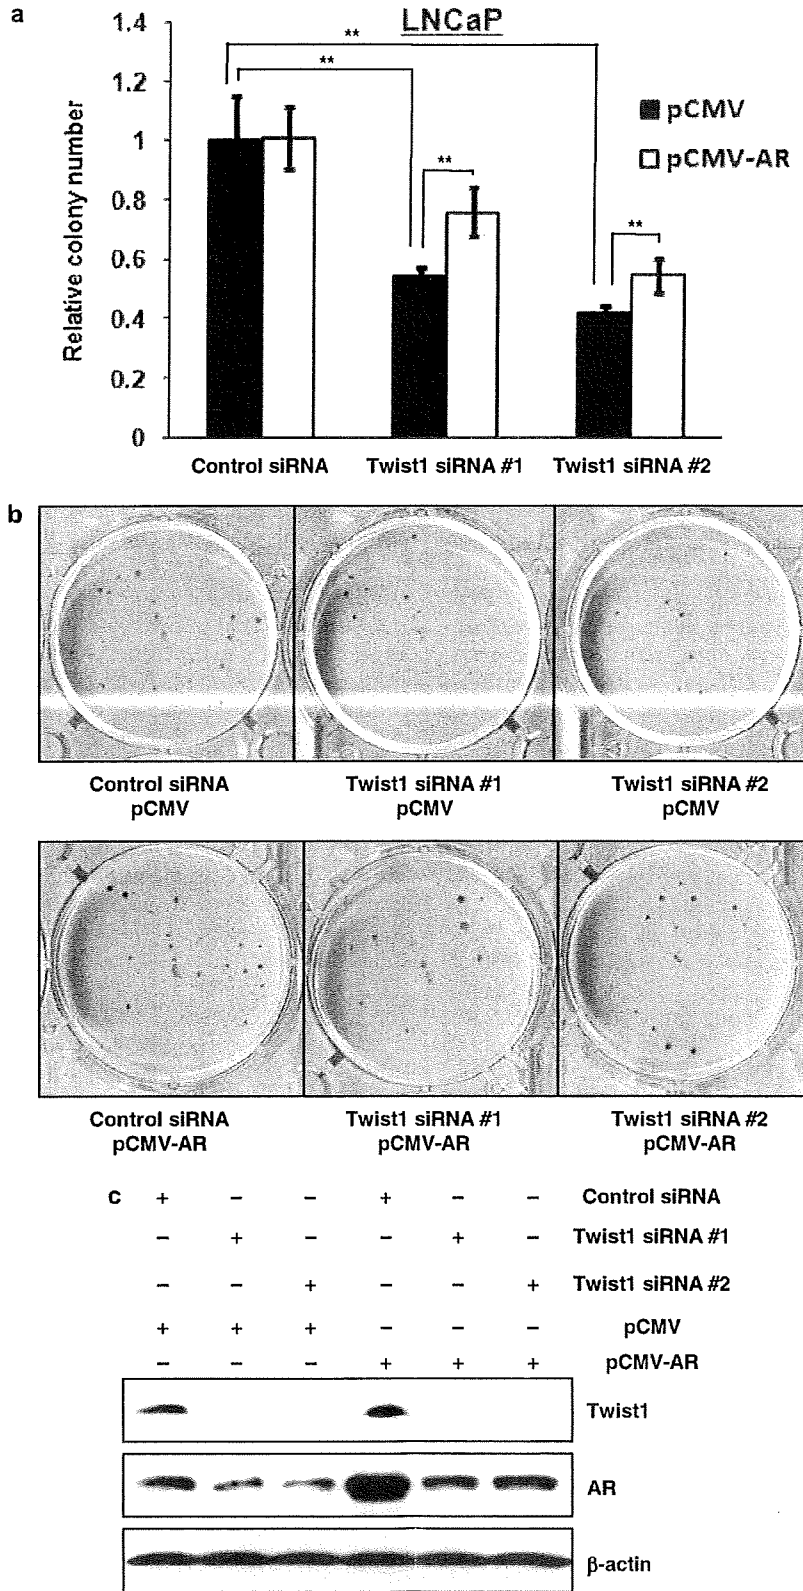 a
LNCaP
Relative colony number
1.4
1.2
1
0.8
0.6
0.4
0.2
0
**
**
**
**
pCMV
pCMV-AR
Control siRNA Twist1 siRNA #1 Twist1 siRNA #2
b
Control siRNA
pCMV
Twist1 siRNA #1
pCMV
Twist1 siRNA #2
pCMV
Control siRNA
pCMV-AR
Twist1 siRNA #1
pCMV-AR
Twist1 siRNA #2
pCMV-AR
c
+ – – + – – Control siRNA
– + – – + – Twist1 siRNA #1
– – + – – + Twist1 siRNA #2
+ + + – – – pCMV
– – – + + + pCMV-AR
Twist1
AR
β-actin